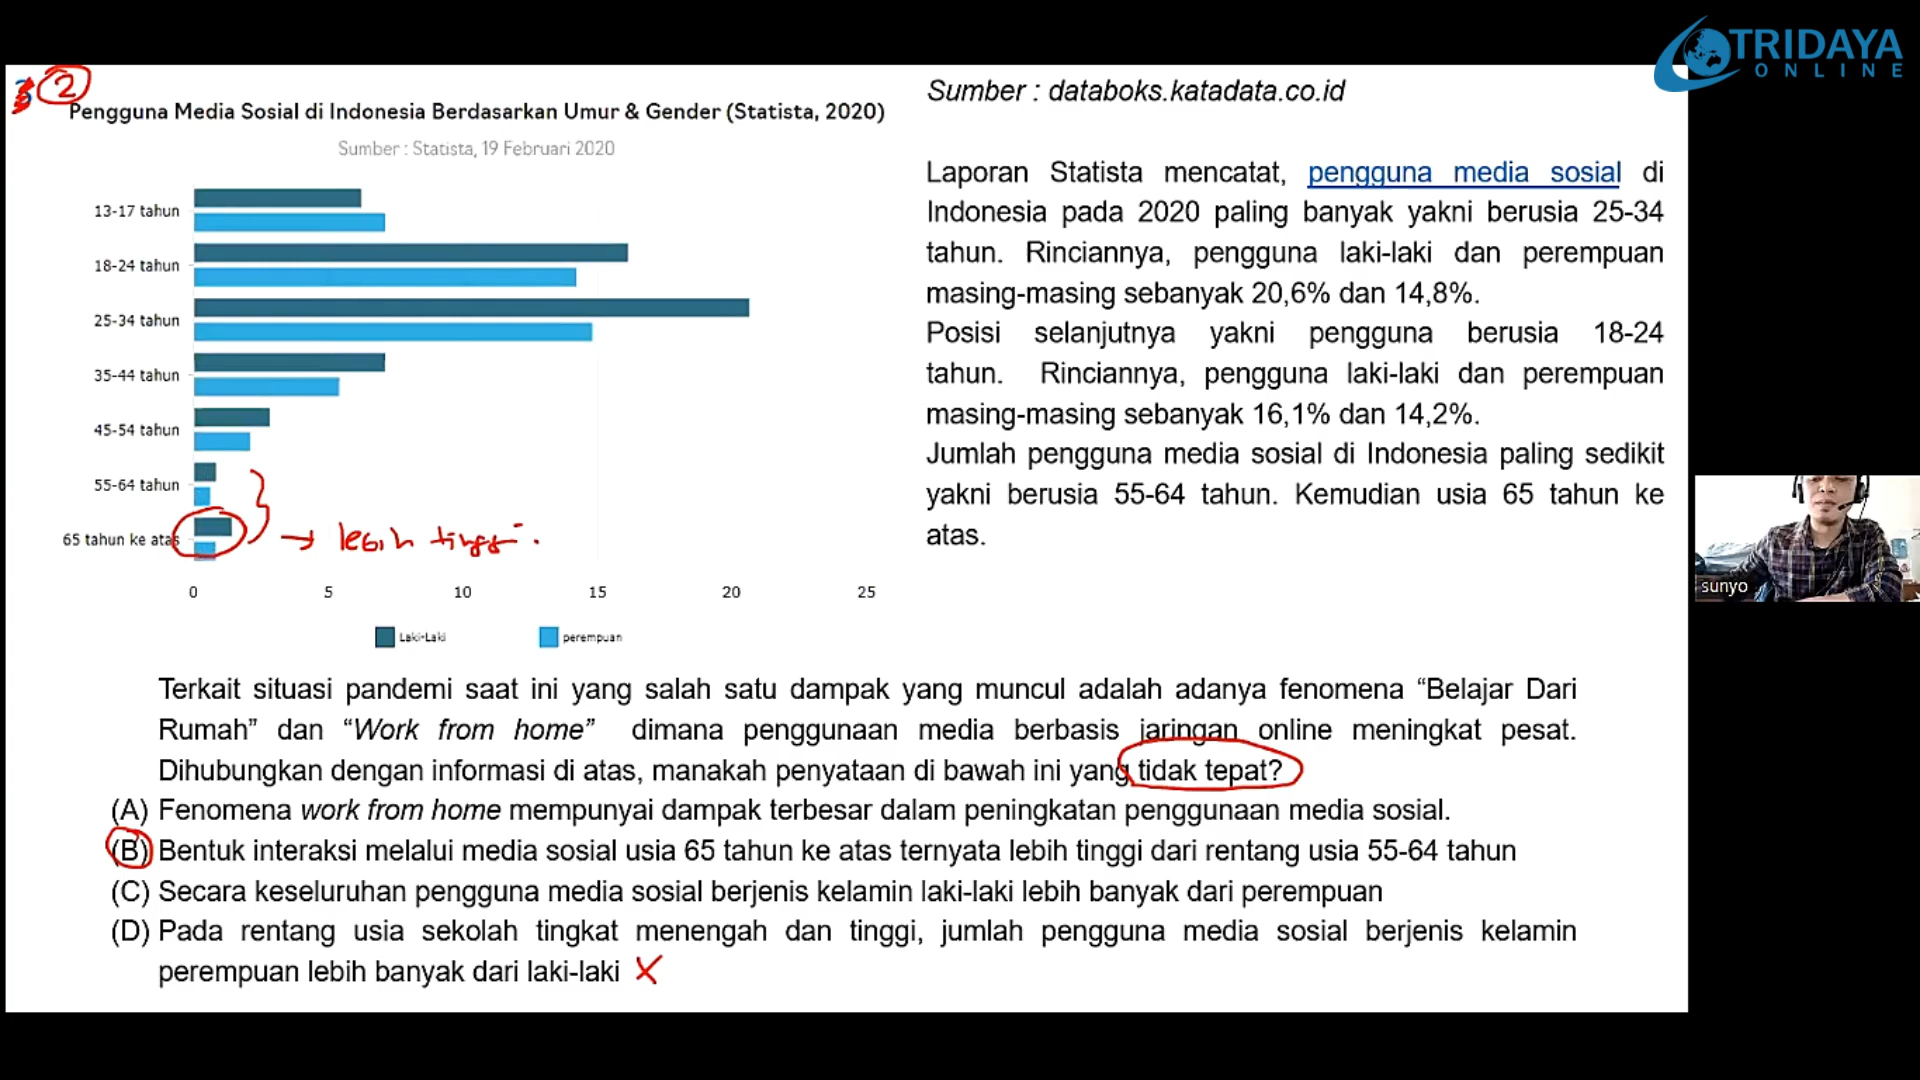 TRIDAYA
ONLINE
2
Pengguna Media Sosial di Indonesia Berdasarkan Umur & Gender (Statista, 2020)
Sumber : Statista, 19 Februari 2020
13-17 tahun
18-24 tahun
25-34 tahun
35-44 tahun
45-54 tahun
55-64 tahun
65 tahun ke atas
→ lebih tinggi.
0 5 10 15 20 25
Laki-Laki perempuan
Sumber : databoks.katadata.co.id
Laporan Statista mencatat, pengguna media sosial di
Indonesia pada 2020 paling banyak yakni berusia 25-34
tahun. Rinciannya, pengguna laki-laki dan perempuan
masing-masing sebanyak 20,6% dan 14,8%.
Posisi selanjutnya yakni pengguna berusia 18-24
tahun. Rinciannya, pengguna laki-laki dan perempuan
masing-masing sebanyak 16,1% dan 14,2%.
Jumlah pengguna media sosial di Indonesia paling sedikit
yakni berusia 55-64 tahun. Kemudian usia 65 tahun ke
atas.
sunyo
Terkait situasi pandemi saat ini yang salah satu dampak yang muncul adalah adanya fenomena “Belajar Dari
Rumah” dan “Work from home” dimana penggunaan media berbasis jaringan online meningkat pesat.
Dihubungkan dengan informasi di atas, manakah penyataan di bawah ini yang tidak tepat?
(A) Fenomena work from home mempunyai dampak terbesar dalam peningkatan penggunaan media sosial.
(B) Bentuk interaksi melalui media sosial usia 65 tahun ke atas ternyata lebih tinggi dari rentang usia 55-64 tahun
(C) Secara keseluruhan pengguna media sosial berjenis kelamin laki-laki lebih banyak dari perempuan
(D) Pada rentang usia sekolah tingkat menengah dan tinggi, jumlah pengguna media sosial berjenis kelamin
perempuan lebih banyak dari laki-laki X